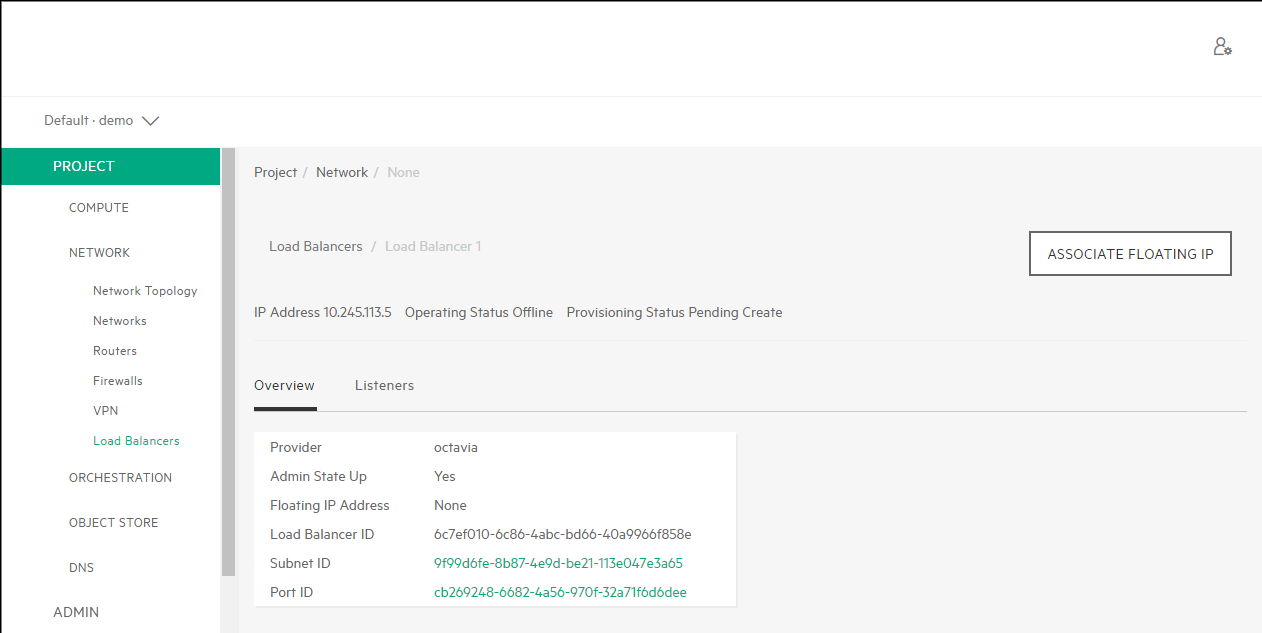 Default · demo
PROJECT
COMPUTE
NETWORK
Network Topology
Networks
Routers
Firewalls
VPN
Load Balancers
ORCHESTRATION
OBJECT STORE
DNS
ADMIN
Project / Network / None
Load Balancers / Load Balancer 1
ASSOCIATE FLOATING IP
IP Address 10.245.113.5 Operating Status Offline Provisioning Status Pending Create
Overview Listeners
Provider octavia
Admin State Up Yes
Floating IP Address None
Load Balancer ID 6c7ef010-6c86-4abc-bd66-40a9966f858e
Subnet ID 9f99d6fe-8b87-4e9d-be21-113e047e3a65
Port ID cb269248-6682-4a56-970f-32a71f6d6dee